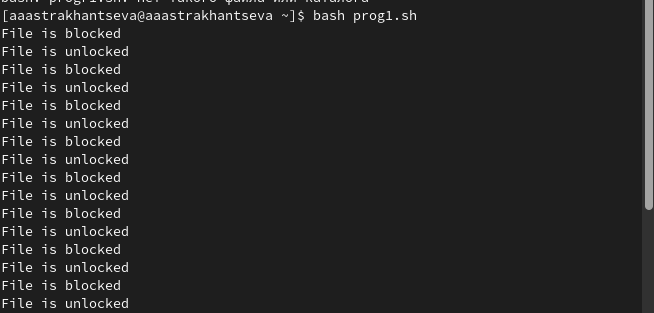 bash: prog1.sh: Нет такого файла или каталога
[aaastrakhantseva@aaastrakhantseva ~]$ bash prog1.sh
File is blocked
File is unlocked
File is blocked
File is unlocked
File is blocked
File is unlocked
File is blocked
File is unlocked
File is blocked
File is unlocked
File is blocked
File is unlocked
File is blocked
File is unlocked
File is blocked
File is unlocked